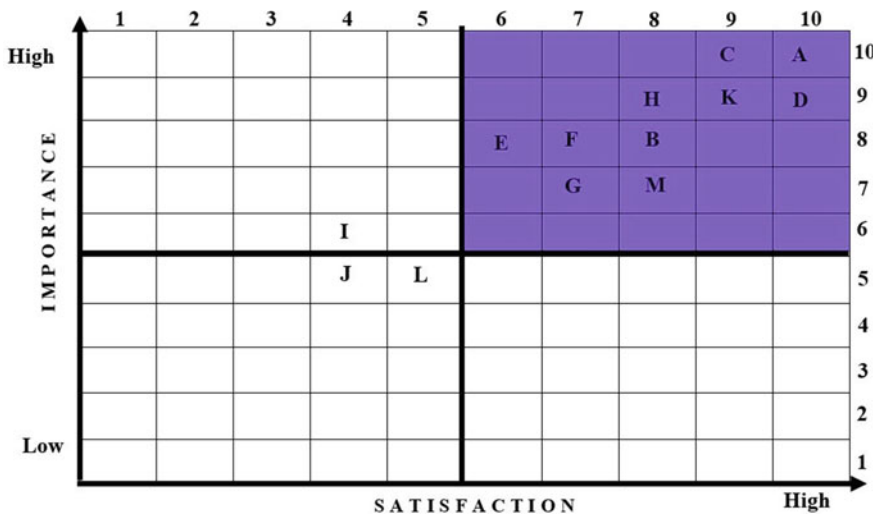 1 2 3 4 5 6 7 8 9 10
High C A 10
H K D 9
E F B 8
G M 7
I 6
J L 5
4
3
2
Low 1
IMPORTANCE
SATISFACTION High